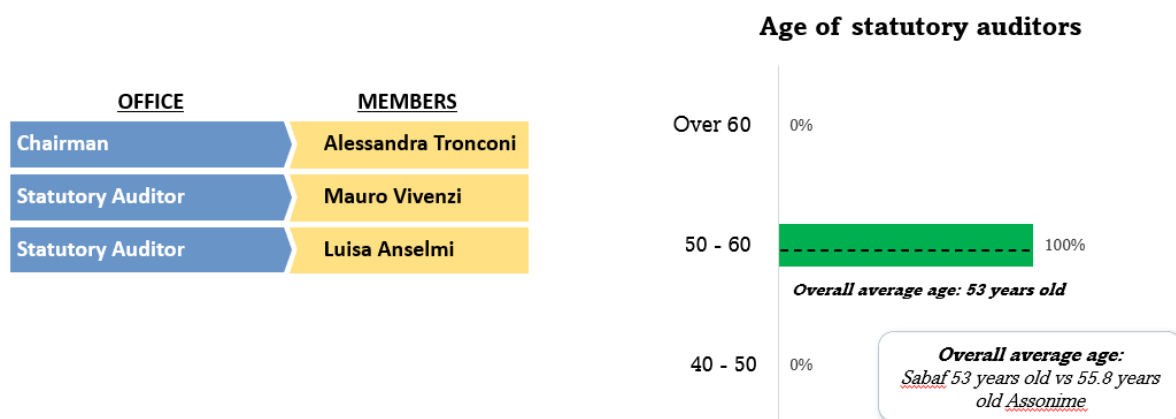 OFFICE MEMBERS
Chairman Alessandra Tronconi
Statutory Auditor Mauro Vivenzi
Statutory Auditor Luisa Anselmi
Age of statutory auditors
Over 60 0%
50 - 60 100%
Overall average age: 53 years old
40 - 50 0%
Overall average age:
Sabaf 53 years old vs 55.8 years
old Assonime